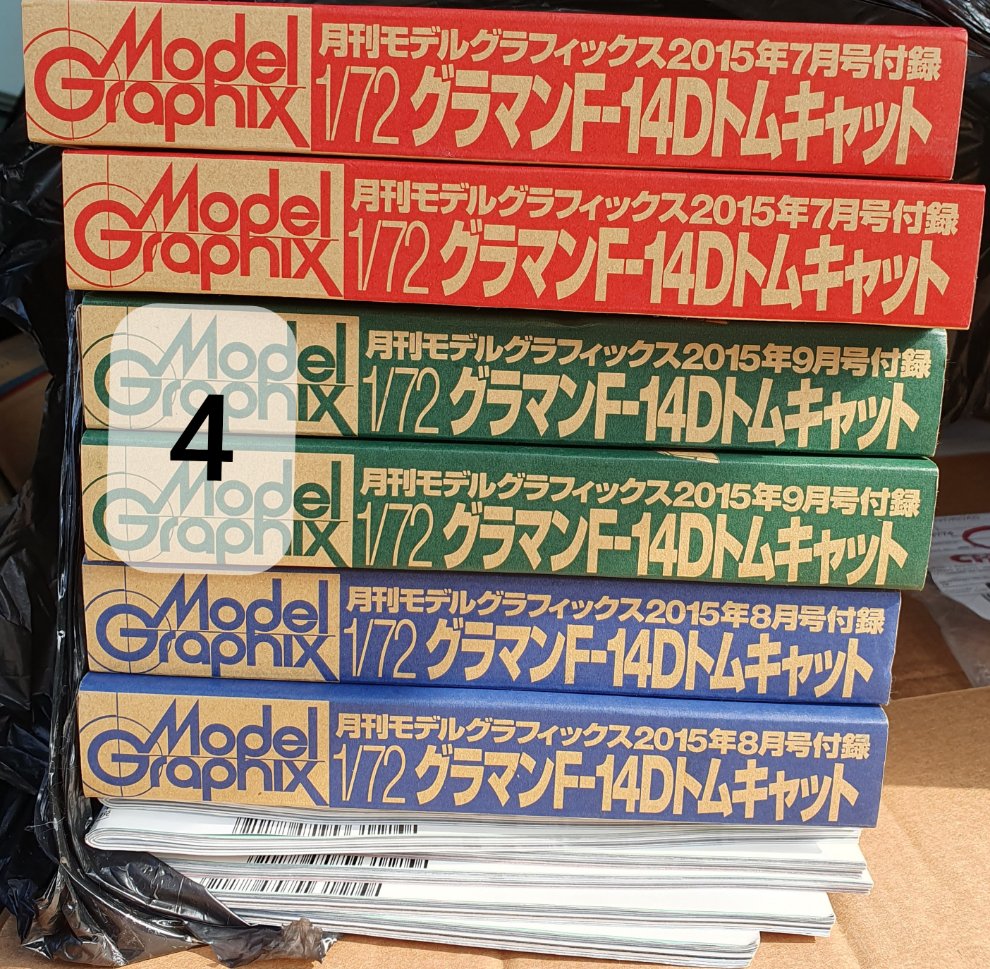 Model
Graphix
月刊モデルグラフィックス2015年7月号付録
1/72 グラマンF-14Dトムキャット
Model
Graphix
月刊モデルグラフィックス2015年7月号付録
1/72 グラマンF-14Dトムキャット
Model
Graphix
月刊モデルグラフィックス2015年9月号付録
1/72 グラマンF-14Dトムキャット
4
Model
Graphix
月刊モデルグラフィックス2015年9月号付録
1/72 グラマンF-14Dトムキャット
Model
Graphix
月刊モデルグラフィックス2015年8月号付録
1/72 グラマンF-14Dトムキャット
Model
Graphix
月刊モデルグラフィックス2015年8月号付録
1/72 グラマンF-14Dトムキャット